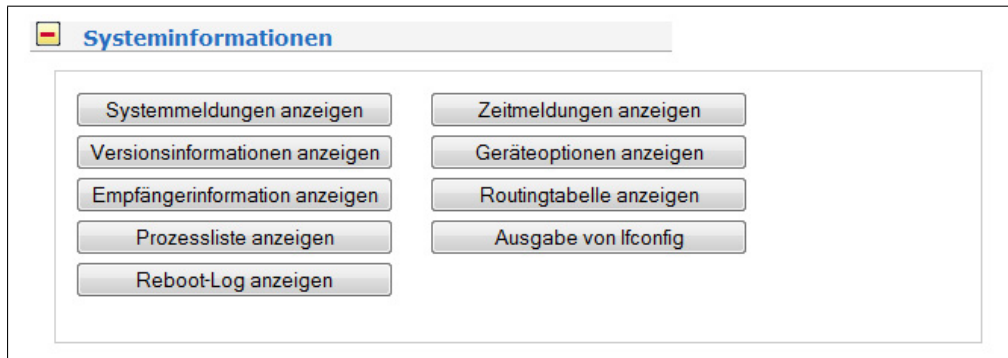 Systeminformationen
Systemmeldungen anzeigen
Zeitmeldungen anzeigen
Versionsinformationen anzeigen
Geräteoptionen anzeigen
Empfängerinformation anzeigen
Routingtabelle anzeigen
Prozessliste anzeigen
Ausgabe von Ifconfig
Reboot-Log anzeigen